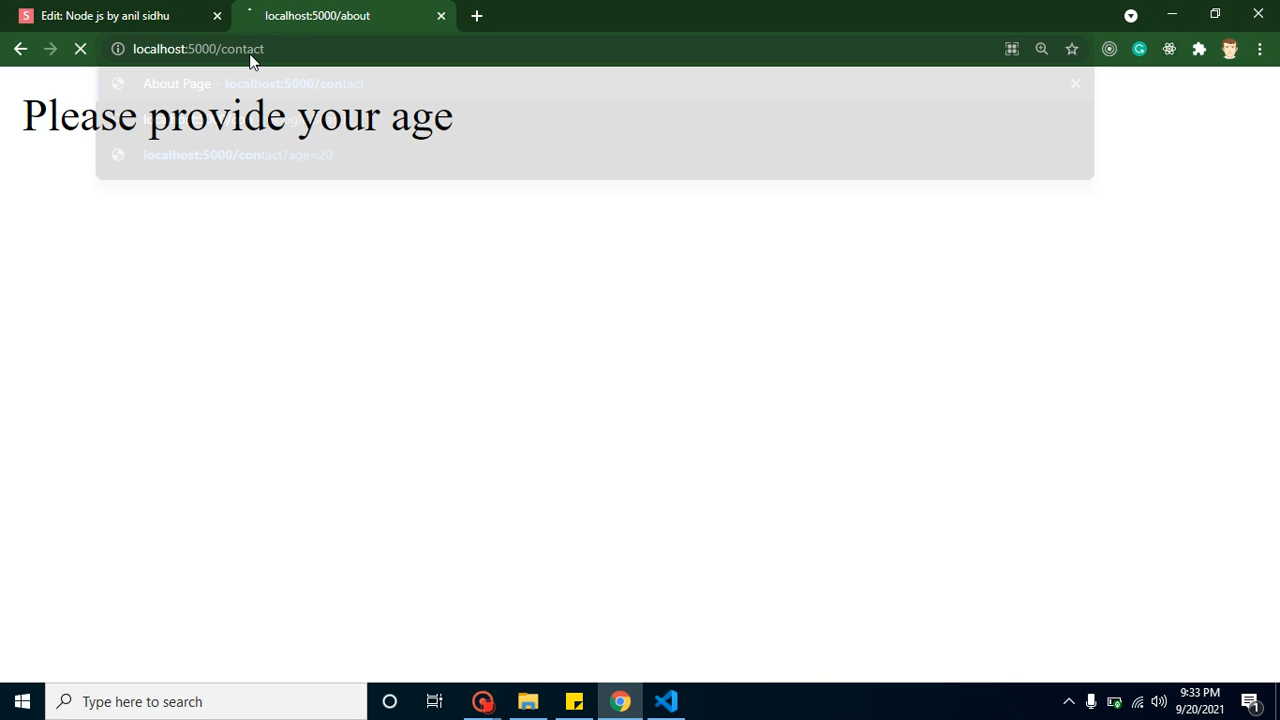 Edit: Node js by anil sidhu
localhost:5000/about
localhost:5000/contact
About Page - localhost:5000/contact
Please provide your age
localhost:5000/contact?age=20
Type here to search
9:33 PM
9/20/2021